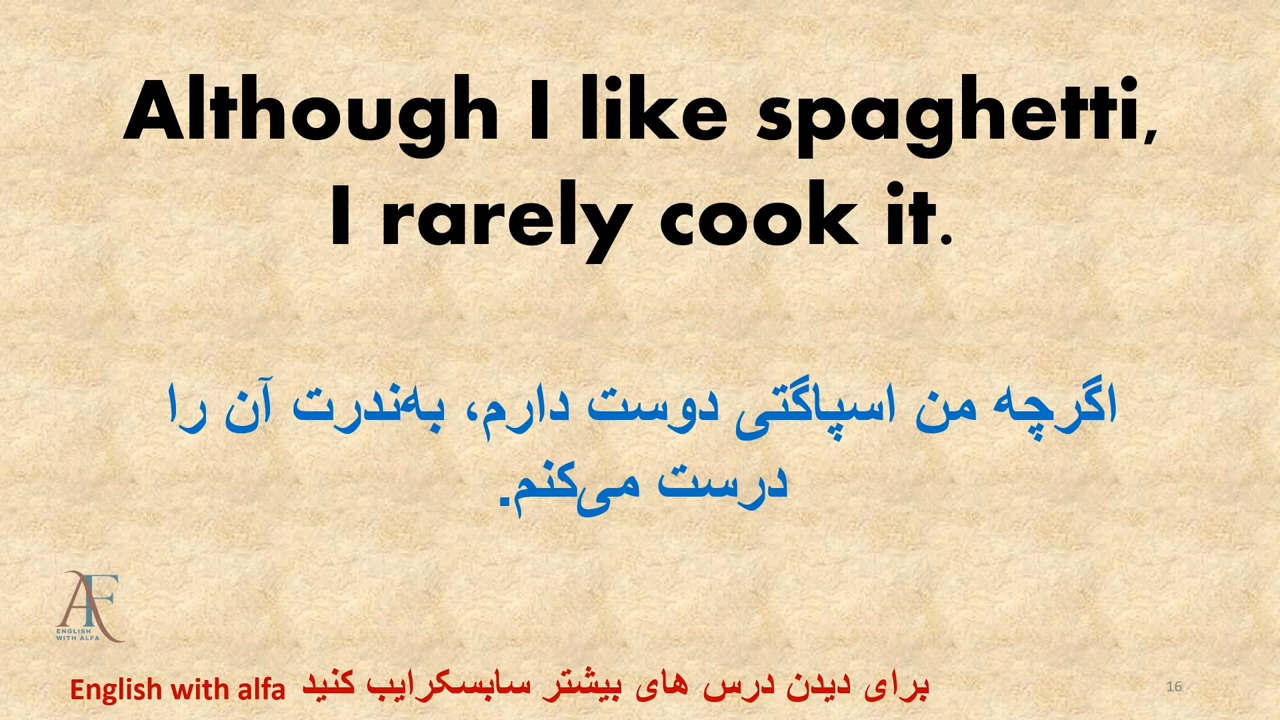 Although I like spaghetti,
I rarely cook it.
اگرچه من اسپاگتی دوست دارم، به‌ندرت آن را
درست می‌کنم.
AF
ENGLISH
WITH ALFA
برای دیدن درس های بیشتر سابسکرایب کنید English with alfa
16